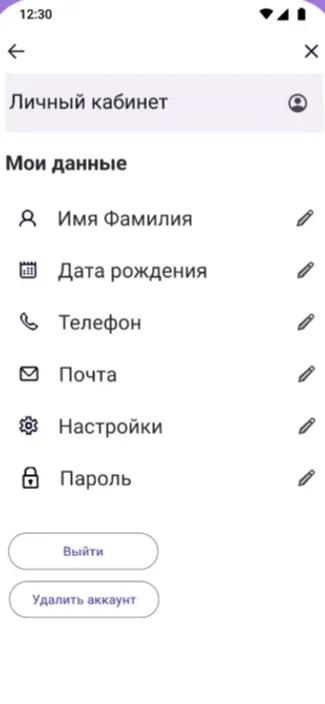 12:30
Личный кабинет
Мои данные
Имя Фамилия
Дата рождения
Телефон
Почта
Настройки
Пароль
Выйти
Удалить аккаунт